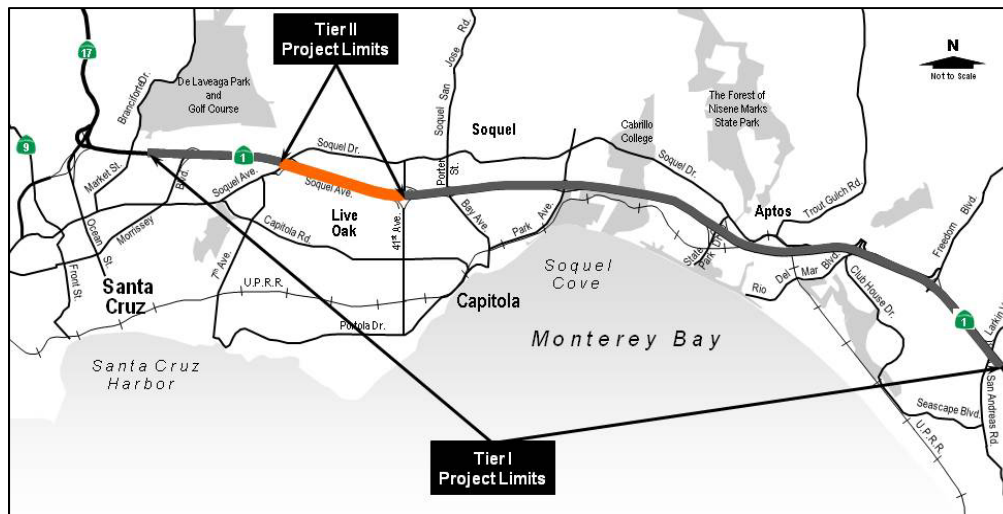 Tier II
Project Limits
17
De Laveaga Park
and
Golf Course
Branciforte Dr.
Soquel San Jose Rd.
N
Not to Scale
The Forest of
Nisene Marks
State Park
Cabrillo
College
Soquel
9
1
Soquel Dr.
Soquel Dr.
Porter St.
Market St.
Blvd.
Soquel Ave.
Soquel Ave.
Trout Gulch Rd.
Aptos
Ocean St.
Morrissey
Capitola Rd.
Live
Oak
41st Ave.
Bay Ave.
Park Ave.
State Park Dr.
Freedom Blvd.
Front St.
7th Ave.
Santa
Cruz
U.P.R.R.
Capitola
Soquel
Cove
Rio Del Mar Blvd.
Club House Dr.
1
Portola Dr.
Monterey Bay
Larkin
Santa Cruz
Harbor
San Andreas Rd.
Seascape Blvd.
U.P.R.R.
Tier I
Project Limits